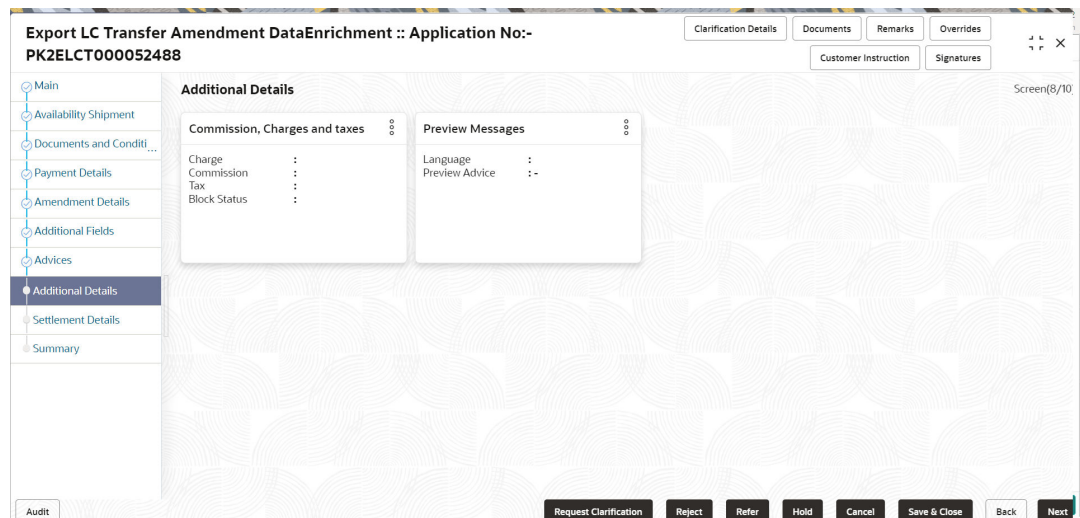 Export LC Transfer Amendment DataEnrichment :: Application No:-
PK2ELCT000052488
Clarification Details
Documents
Remarks
Overrides
Customer Instruction
Signatures
Main
Availability Shipment
Documents and Conditi...
Payment Details
Amendment Details
Additional Fields
Advices
Additional Details
Settlement Details
Summary
Additional Details
Screen(8/10)
Commission, Charges and taxes
Charge :
Commission :
Tax :
Block Status :
Preview Messages
Language :
Preview Advice : -
Audit
Request Clarification
Reject
Refer
Hold
Cancel
Save & Close
Back
Next